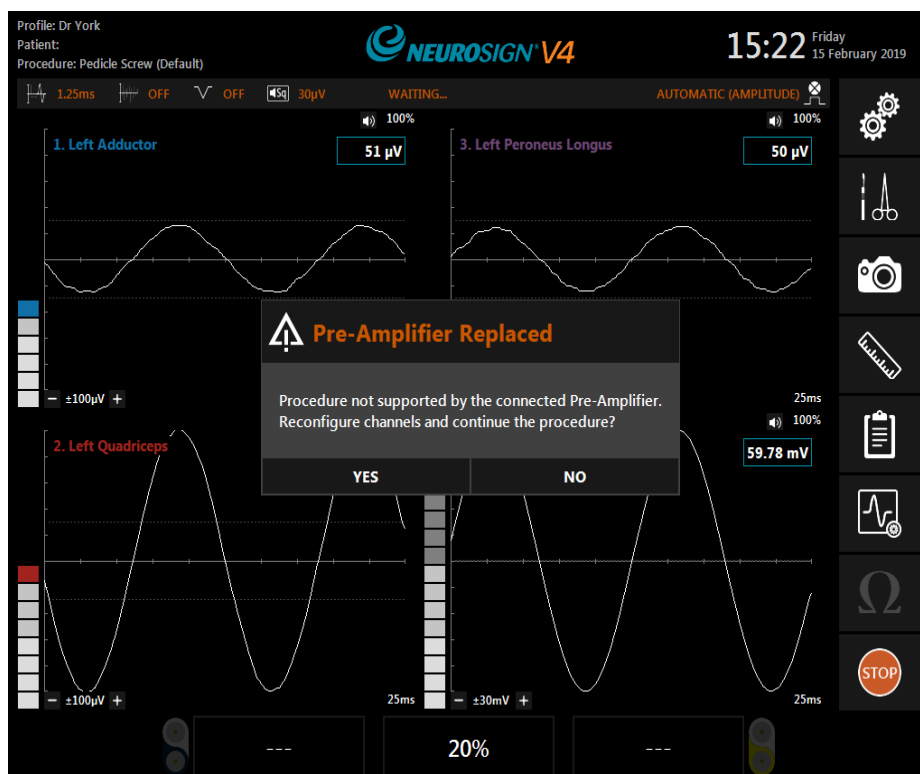 Profile: Dr York
Patient:
Procedure: Pedicle Screw (Default)
NEUROSIGN® V4
15:22 Friday
15 February 2019
1.25ms OFF OFF Sq 30µV WAITING... AUTOMATIC (AMPLITUDE)
100%
1. Left Adductor
51 µV
100%
3. Left Peroneus Longus
50 µV
Pre-Amplifier Replaced
Procedure not supported by the connected Pre-Amplifier.
Reconfigure channels and continue the procedure?
YES NO
− ±100µV +
25ms
2. Left Quadriceps
100%
59.78 mV
− ±100µV + 25ms
− ±30mV + 25ms
Ω
STOP
--- 20% ---